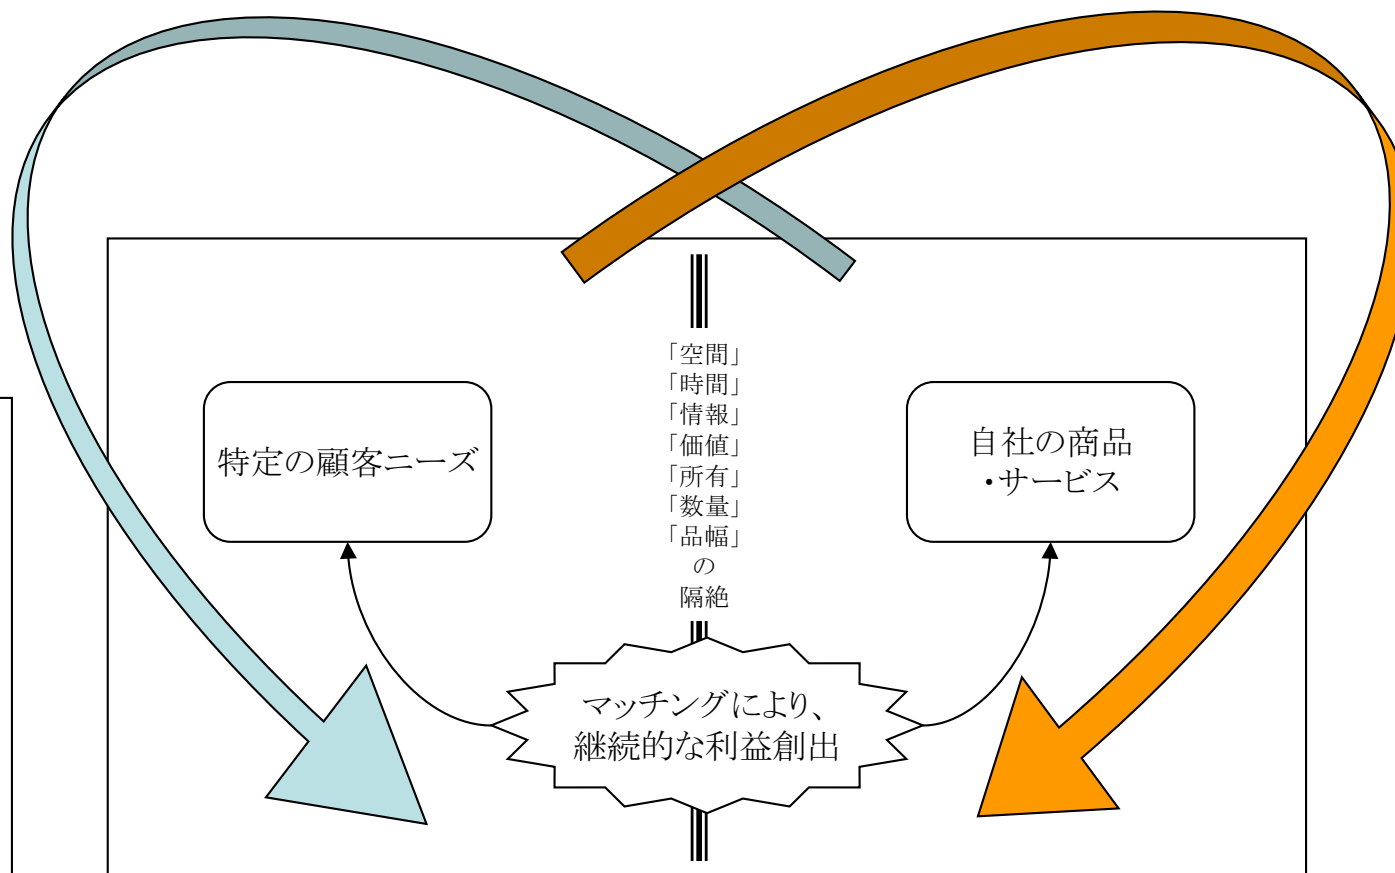 特定の顧客ニーズ
「空間」
「時間」
「情報」
「価値」
「所有」
「数量」
「品幅」
の
隔絶
自社の商品
・サービス
マッチングにより、
継続的な利益創出